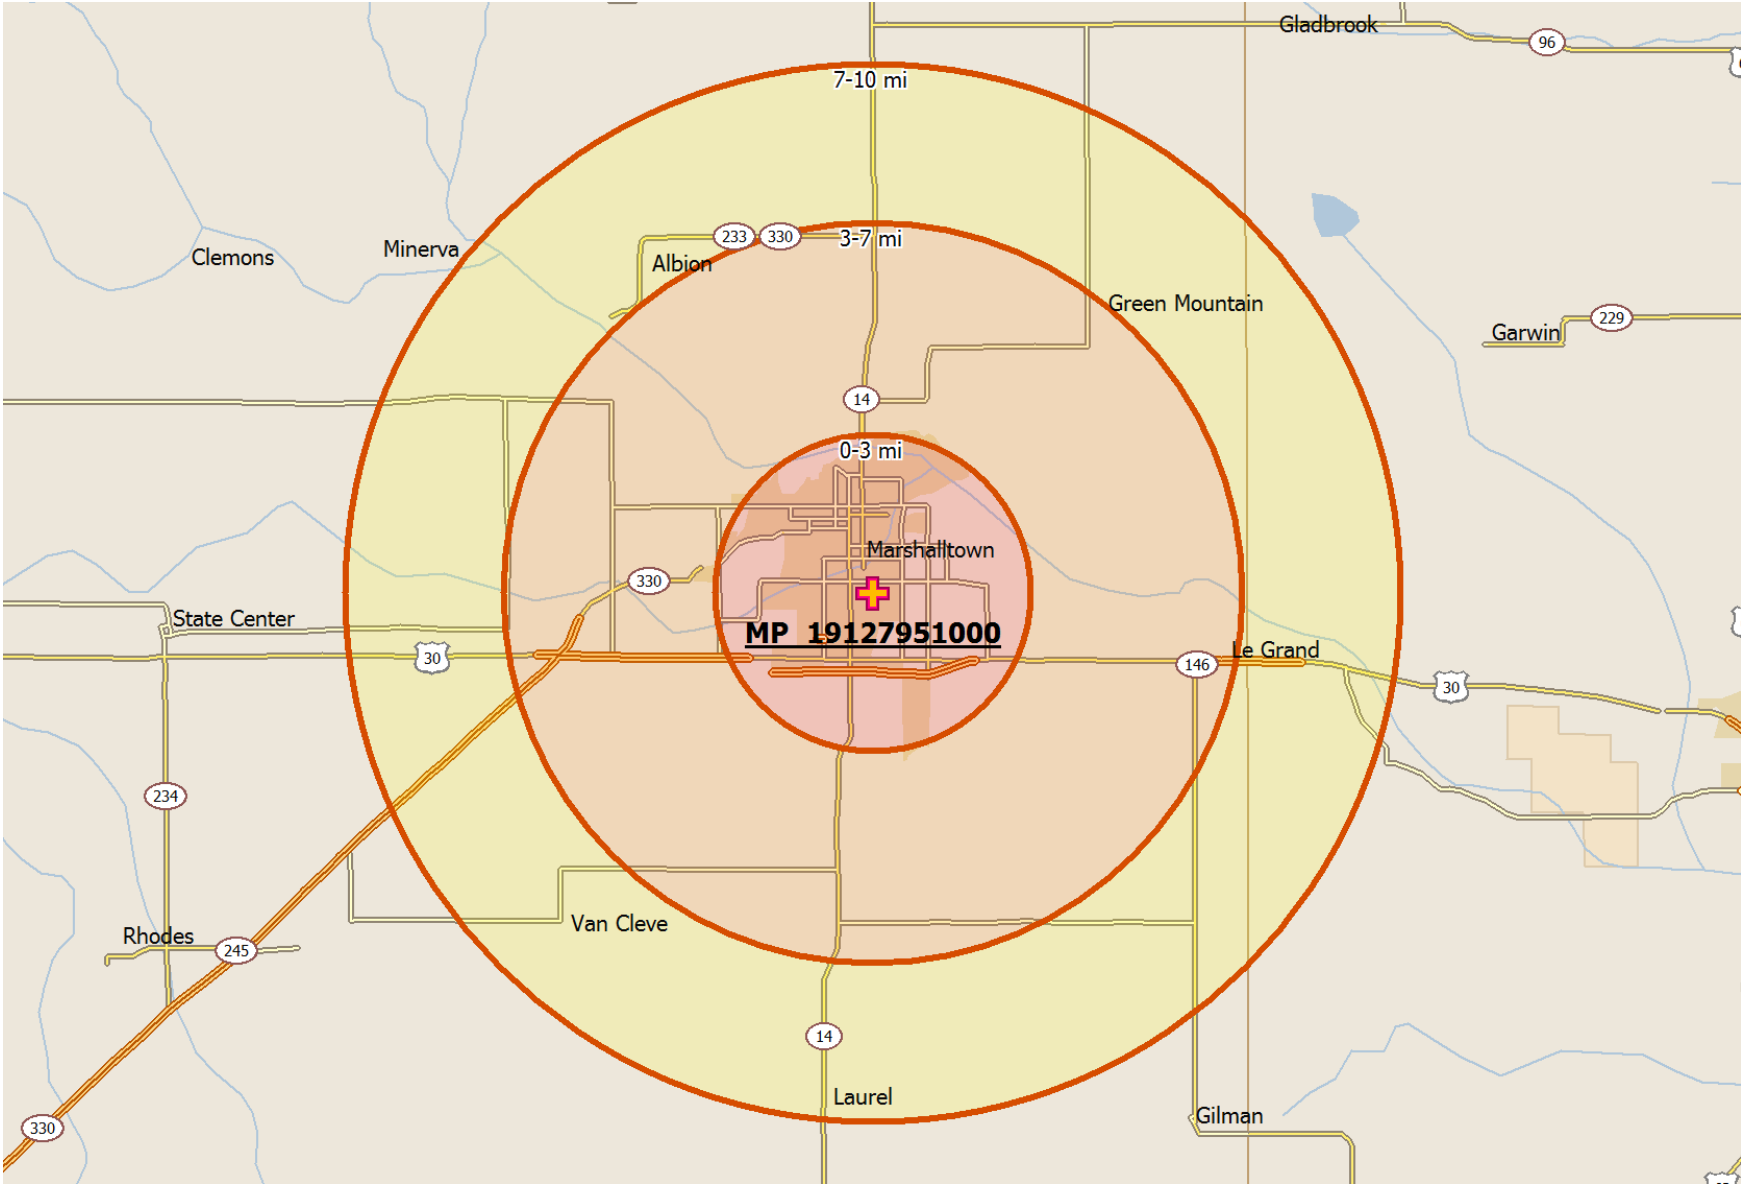 Gladbrook
96
7-10 mi
233
330
3-7 mi
Clemons
Minerva
Albion
Green Mountain
229
Garwin
14
0-3 mi
Marshalltown
330
State Center
MP 19127951000
30
146
Le Grand
30
234
Van Cleve
Rhodes
245
14
Laurel
Gilman
330